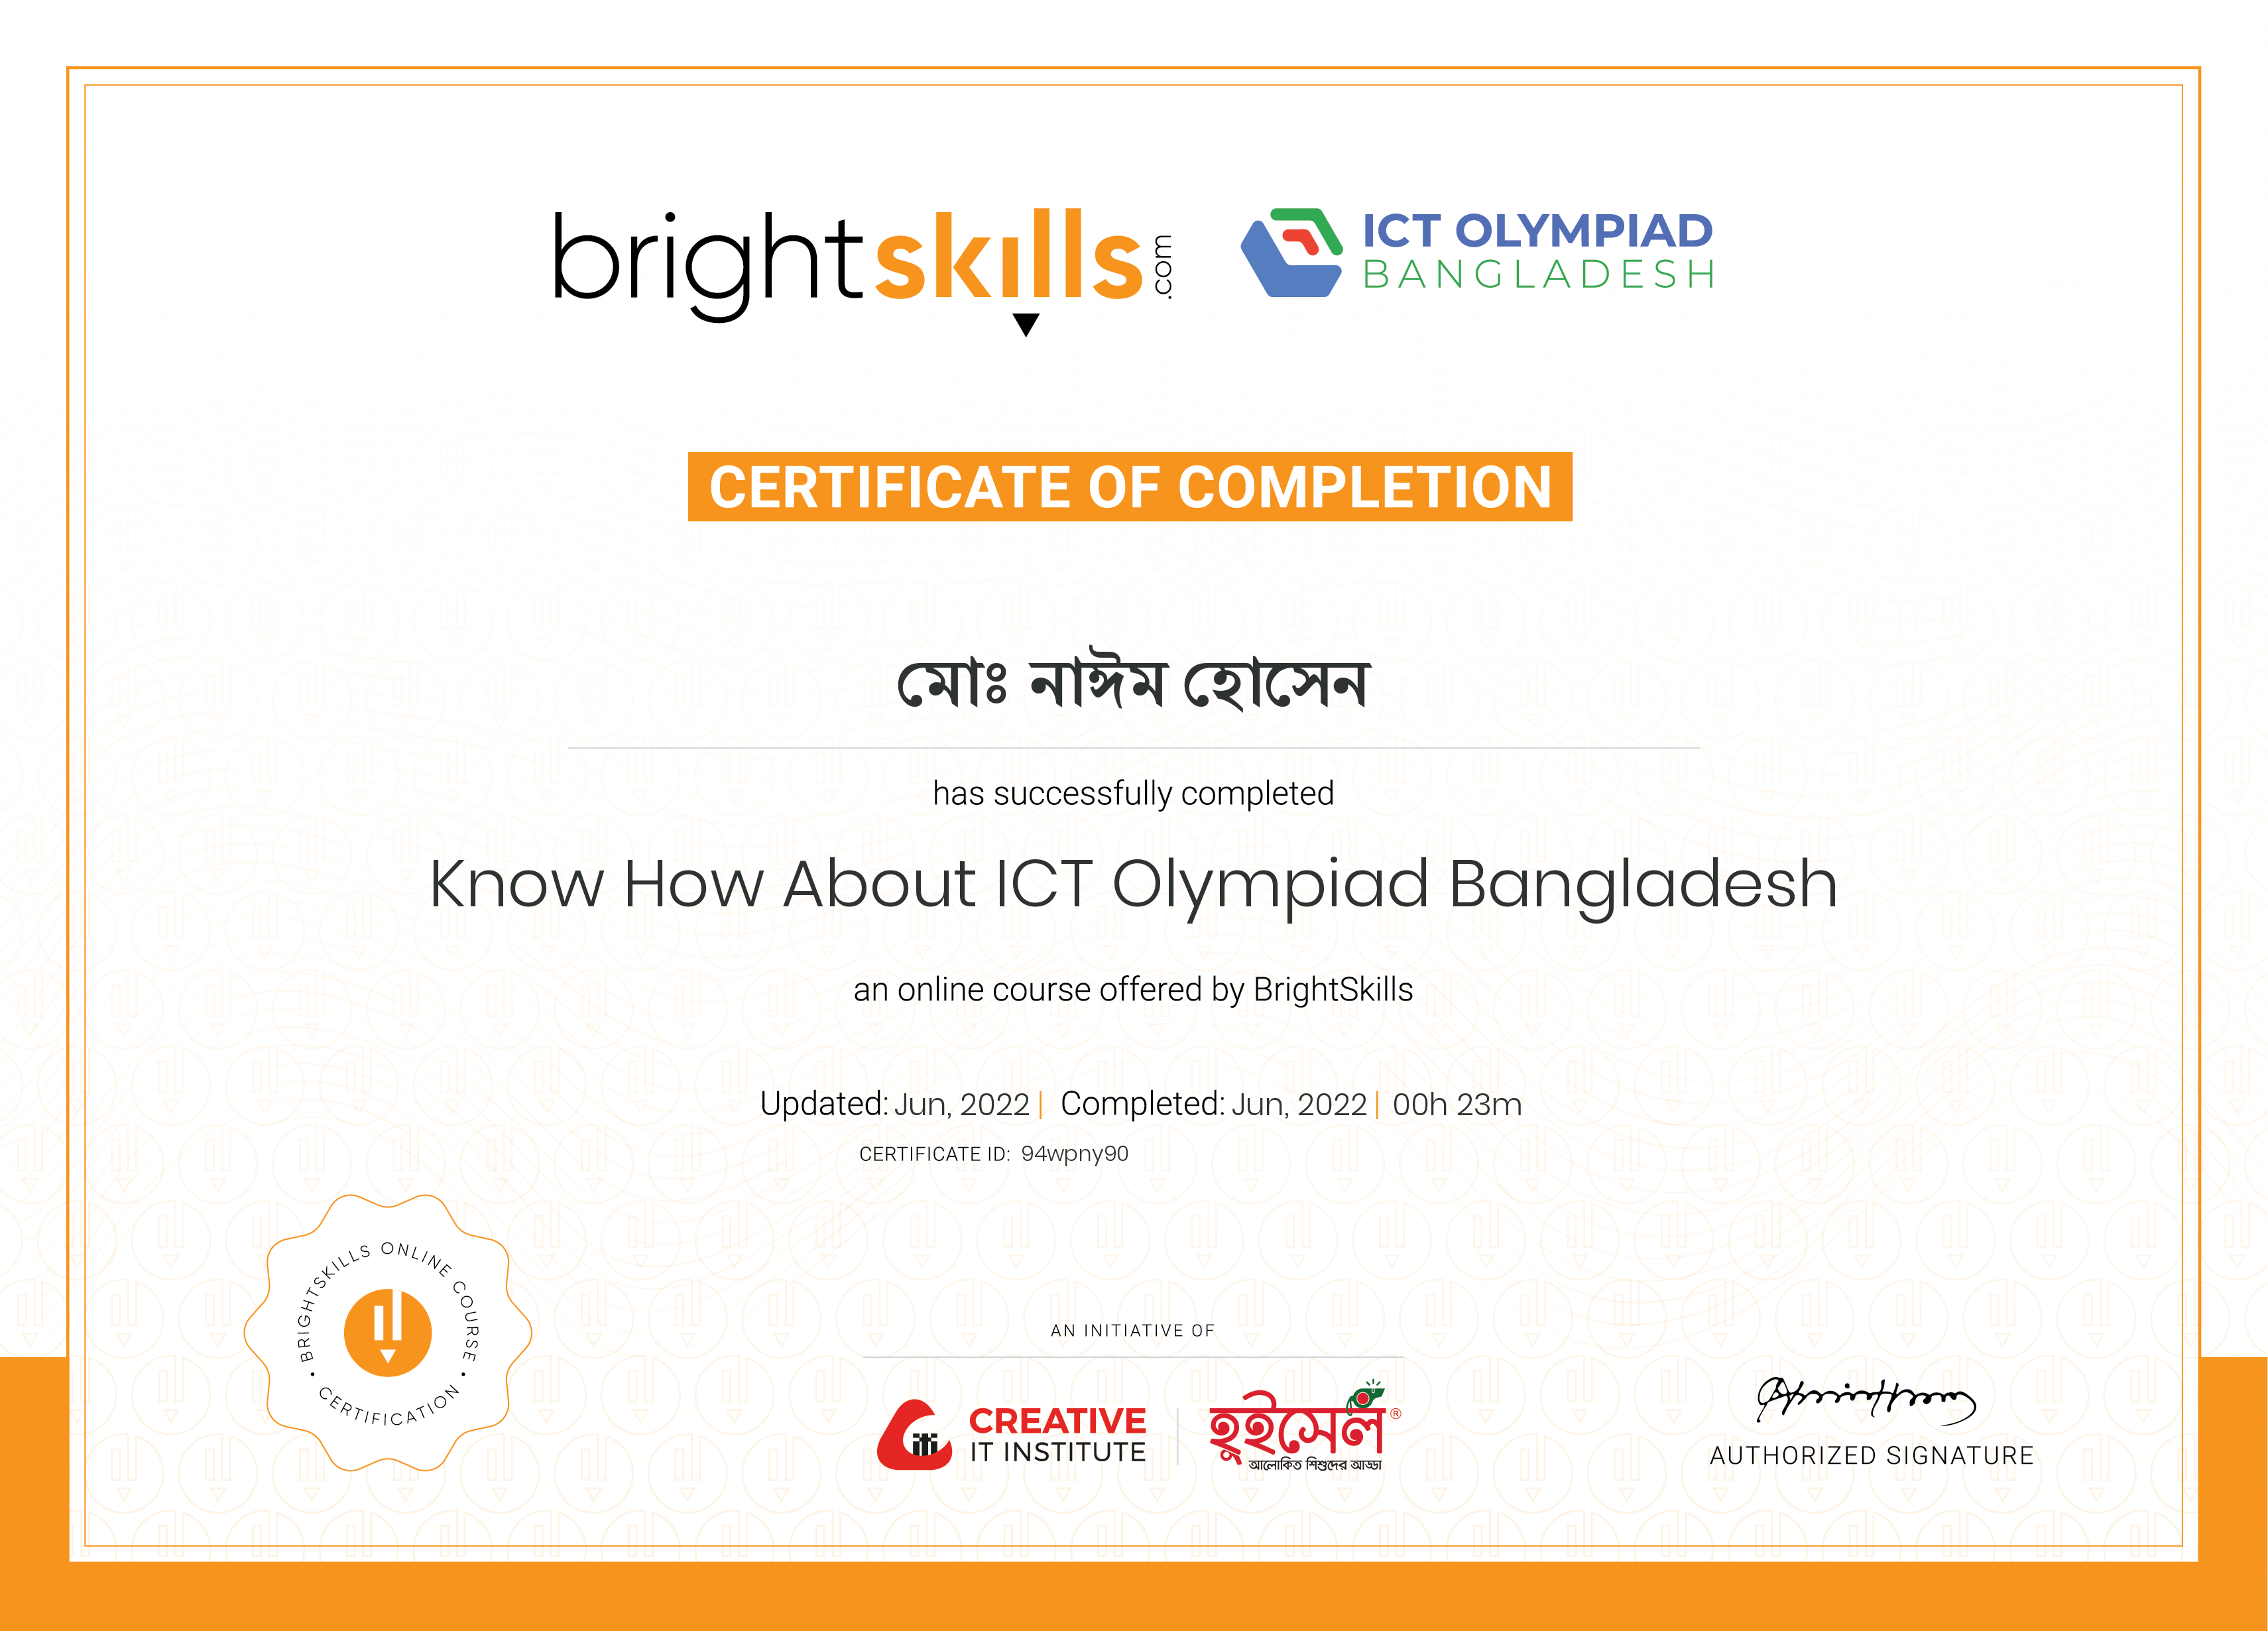 brightskills.com
ICT OLYMPIAD
BANGLADESH
CERTIFICATE OF COMPLETION
মোঃ নাঈম হোসেন
has successfully completed
Know How About ICT Olympiad Bangladesh
an online course offered by BrightSkills
Updated: Jun, 2022 | Completed: Jun, 2022 | 00h 23m
CERTIFICATE ID: 94wpny90
BRIGHTSKILLS ONLINE COURSE • CERTIFICATION •
AN INITIATIVE OF
CREATIVE
IT INSTITUTE
হুইসেল®
আলোকিত শিশুদের আড্ডা
AUTHORIZED SIGNATURE